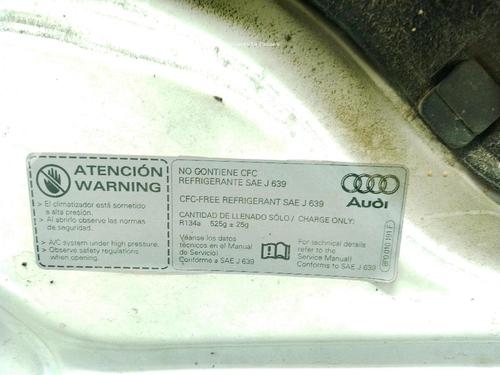 ATENCIÓN
WARNING
> El climatizador está sometido
a alta presión.
> Al abrirlo observe las normas
de seguridad.
> A/C system under high pressure.
> Observe safety regulations
when opening.
NO CONTIENE CFC
REFRIGERANTE SAE J 639
CFC-FREE REFRIGERANT SAE J 639
CANTIDAD DE LLENADO SÓLO / CHARGE ONLY:
R134a 525g ± 25g
Véanse los datos
técnicos en el Manual
de Servicio)
Conforme a SAE J 639
For technical details
refer to the
Service Manual)
Conforms to SAE J 639
Audi